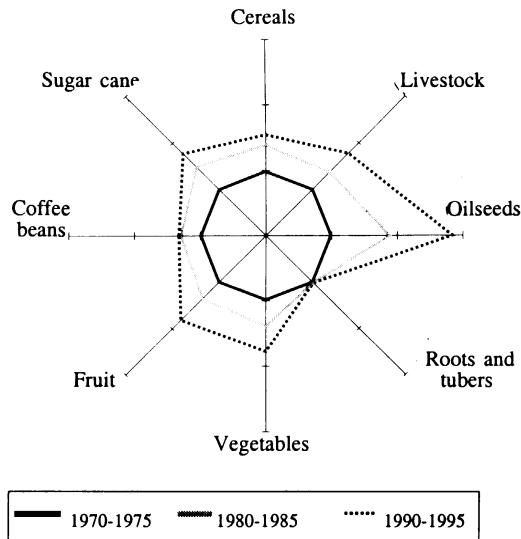 Cereals
Sugar cane
Livestock
Coffee
beans
Oilseeds
Fruit
Roots and
tubers
Vegetables
1970-1975 1980-1985 1990-1995